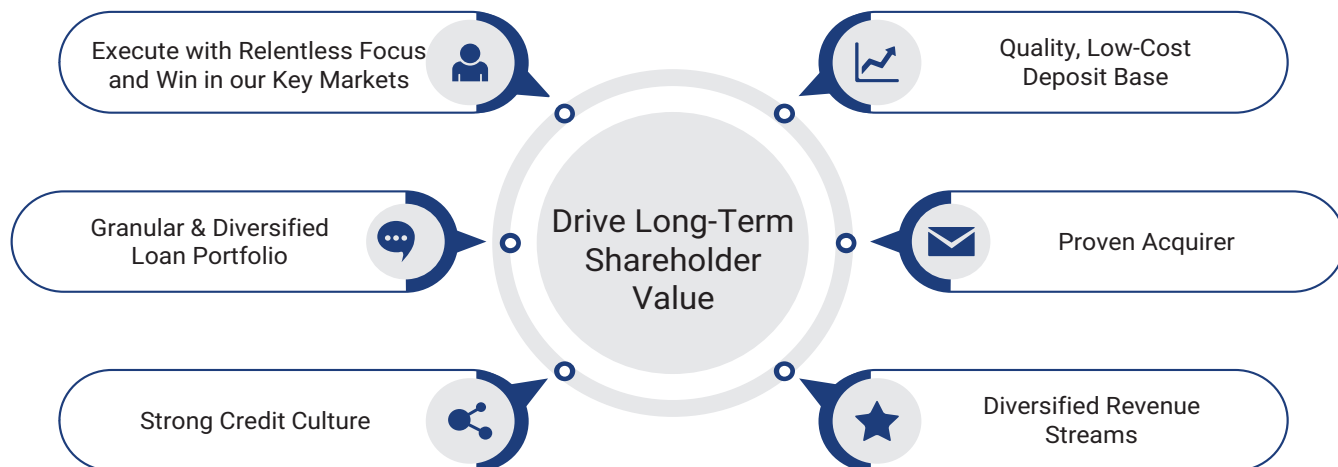 Execute with Relentless Focus
and Win in our Key Markets
Quality, Low-Cost
Deposit Base
Granular & Diversified
Loan Portfolio
Drive Long-Term
Shareholder
Value
Proven Acquirer
Strong Credit Culture
Diversified Revenue
Streams